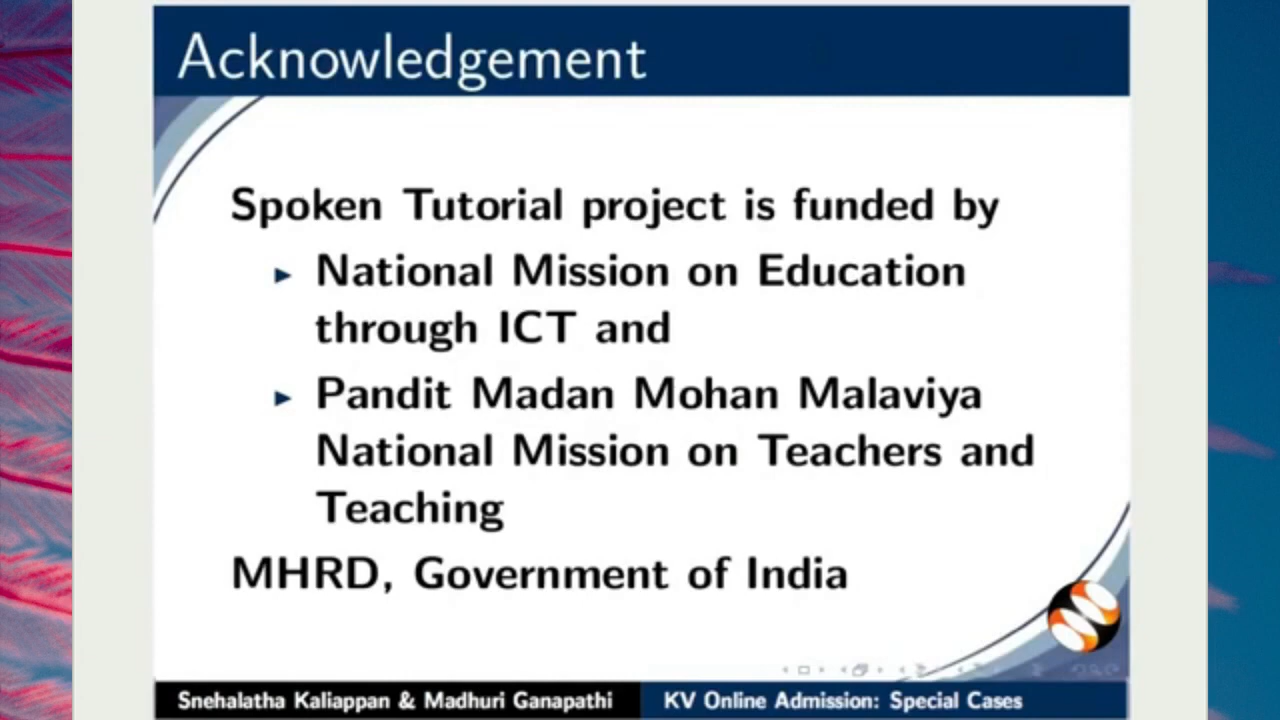 Acknowledgement
Spoken Tutorial project is funded by
National Mission on Education
through ICT and
Pandit Madan Mohan Malaviya
National Mission on Teachers and
Teaching
MHRD, Government of India
Snehalatha Kaliappan & Madhuri Ganapathi
KV Online Admission: Special Cases